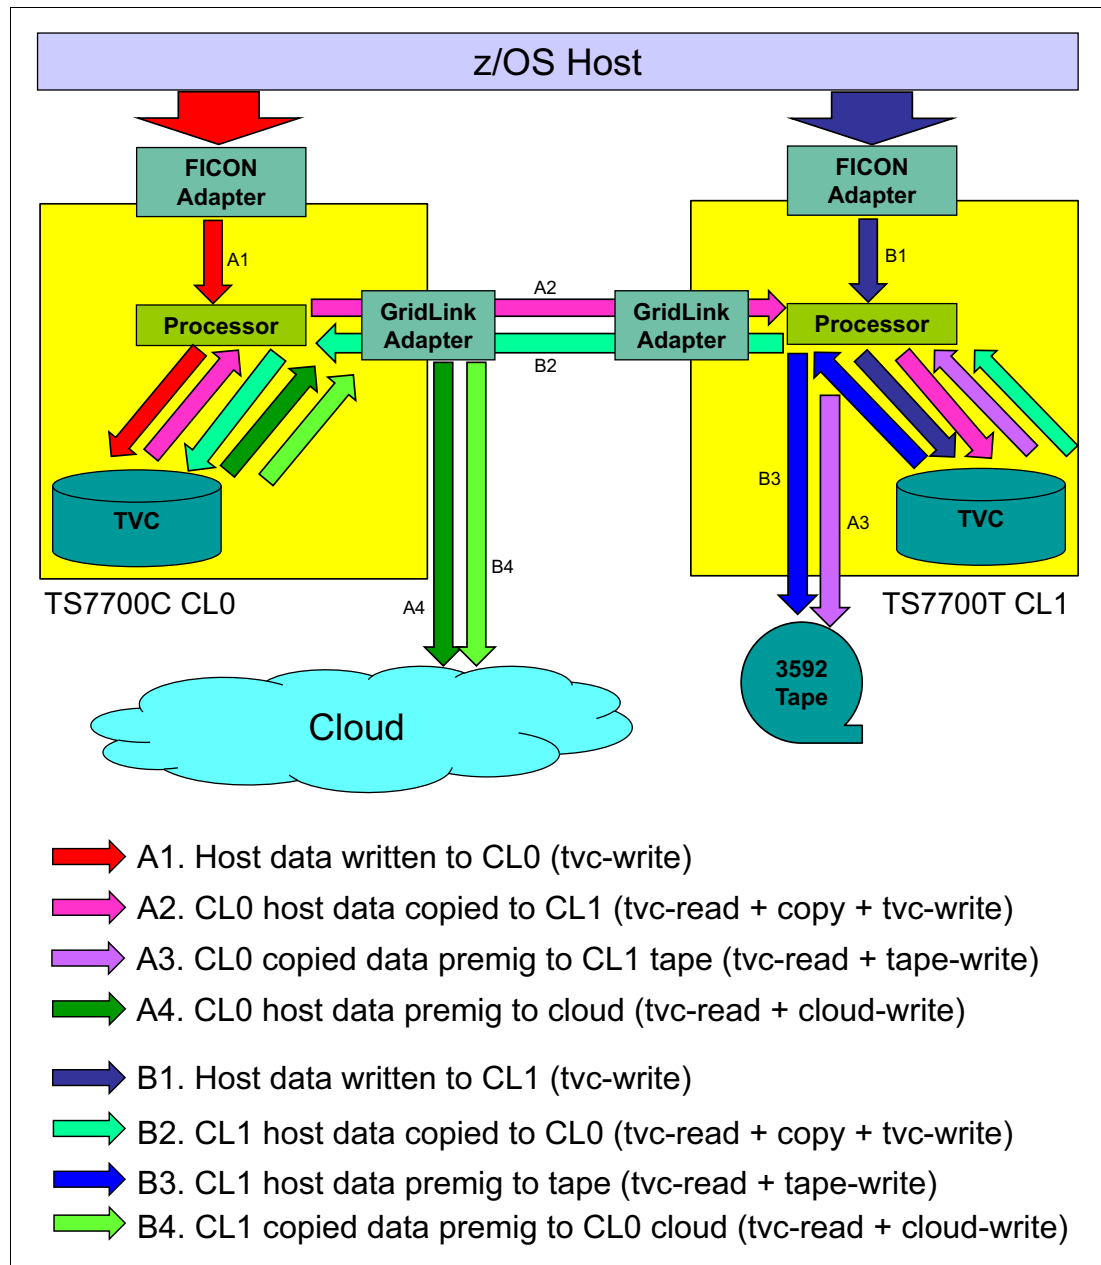 z/OS Host
FICON
Adapter
FICON
Adapter
A1
B1
A2
GridLink
Adapter
GridLink
Adapter
Processor
Processor
B2
TVC
TVC
B3
A3
B4
A4
TS7700C CL0
TS7700T CL1
3592
Tape
Cloud
A1. Host data written to CL0 (tvc-write)
A2. CL0 host data copied to CL1 (tvc-read + copy + tvc-write)
A3. CL0 copied data premig to CL1 tape (tvc-read + tape-write)
A4. CL0 host data premig to cloud (tvc-read + cloud-write)
B1. Host data written to CL1 (tvc-write)
B2. CL1 host data copied to CL0 (tvc-read + copy + tvc-write)
B3. CL1 host data premig to tape (tvc-read + tape-write)
B4. CL1 copied data premig to CL0 cloud (tvc-read + cloud-write)